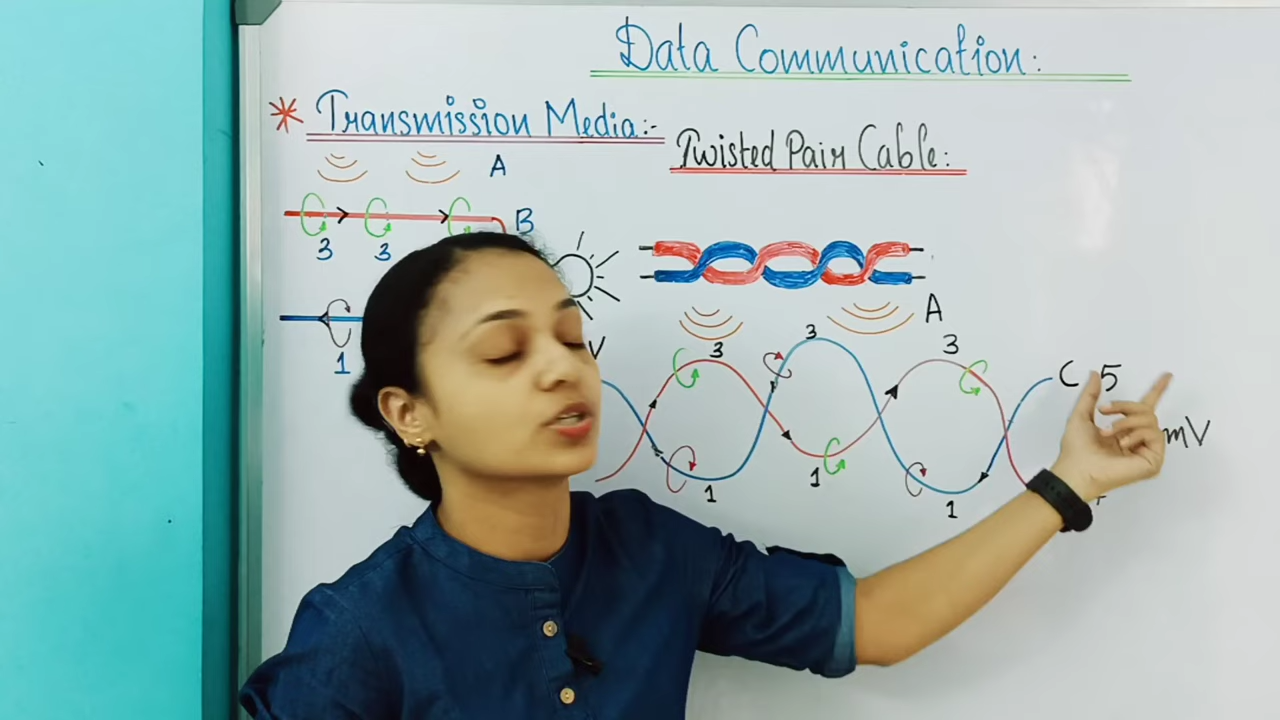 Data Communication:
* Transmission Media:-
Twisted Pair Cable:
A
B
3 3
1
V
A
3 3 3
C 5
mV
1 1 1